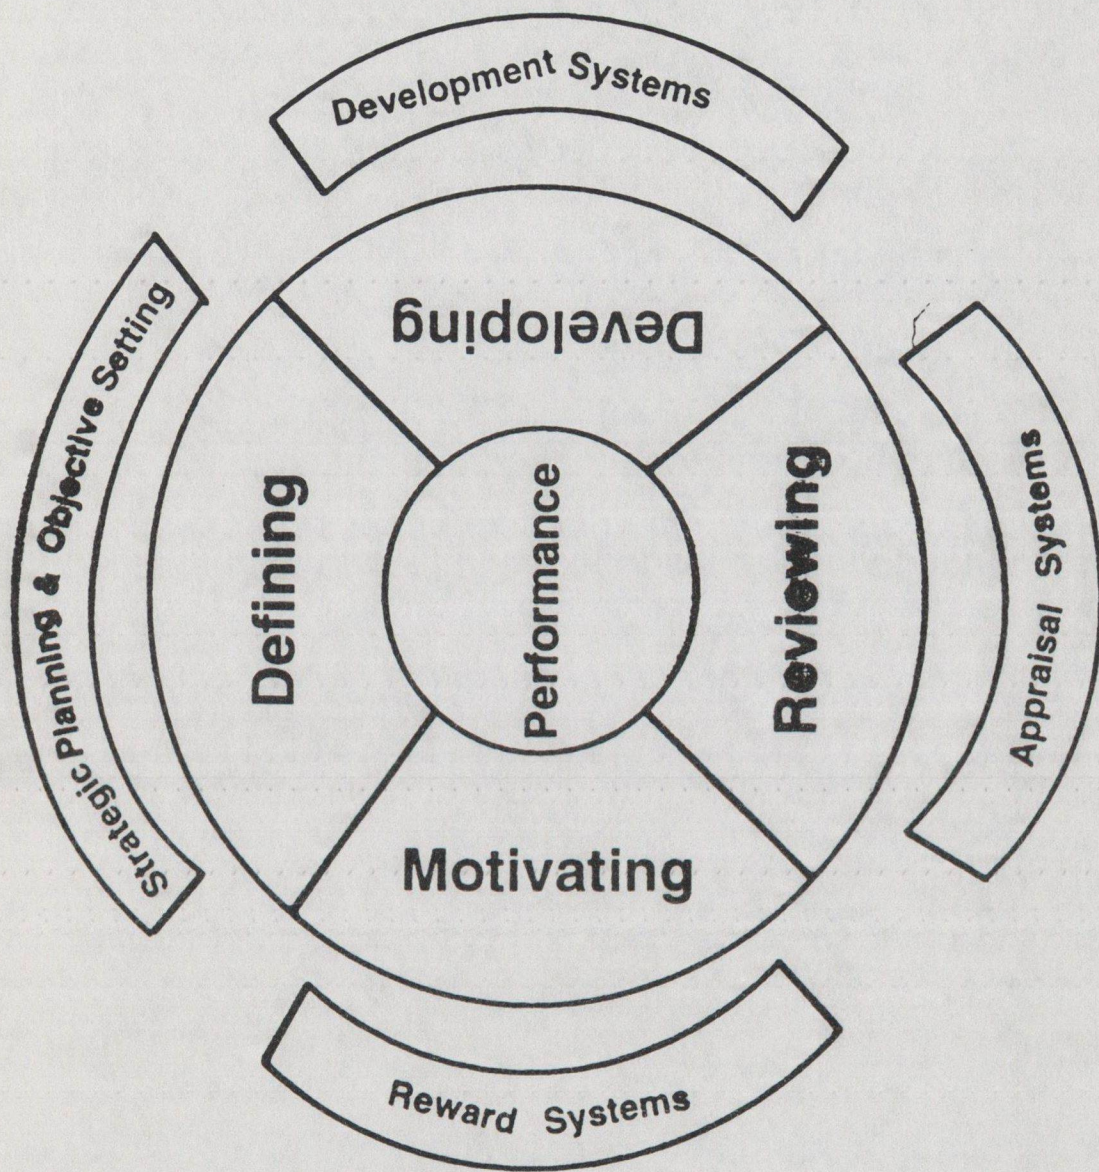 Development Systems
Developing
Strategic Planning & Objective Setting
Defining
Performance
Reviewing
Appraisal Systems
Motivating
Reward Systems